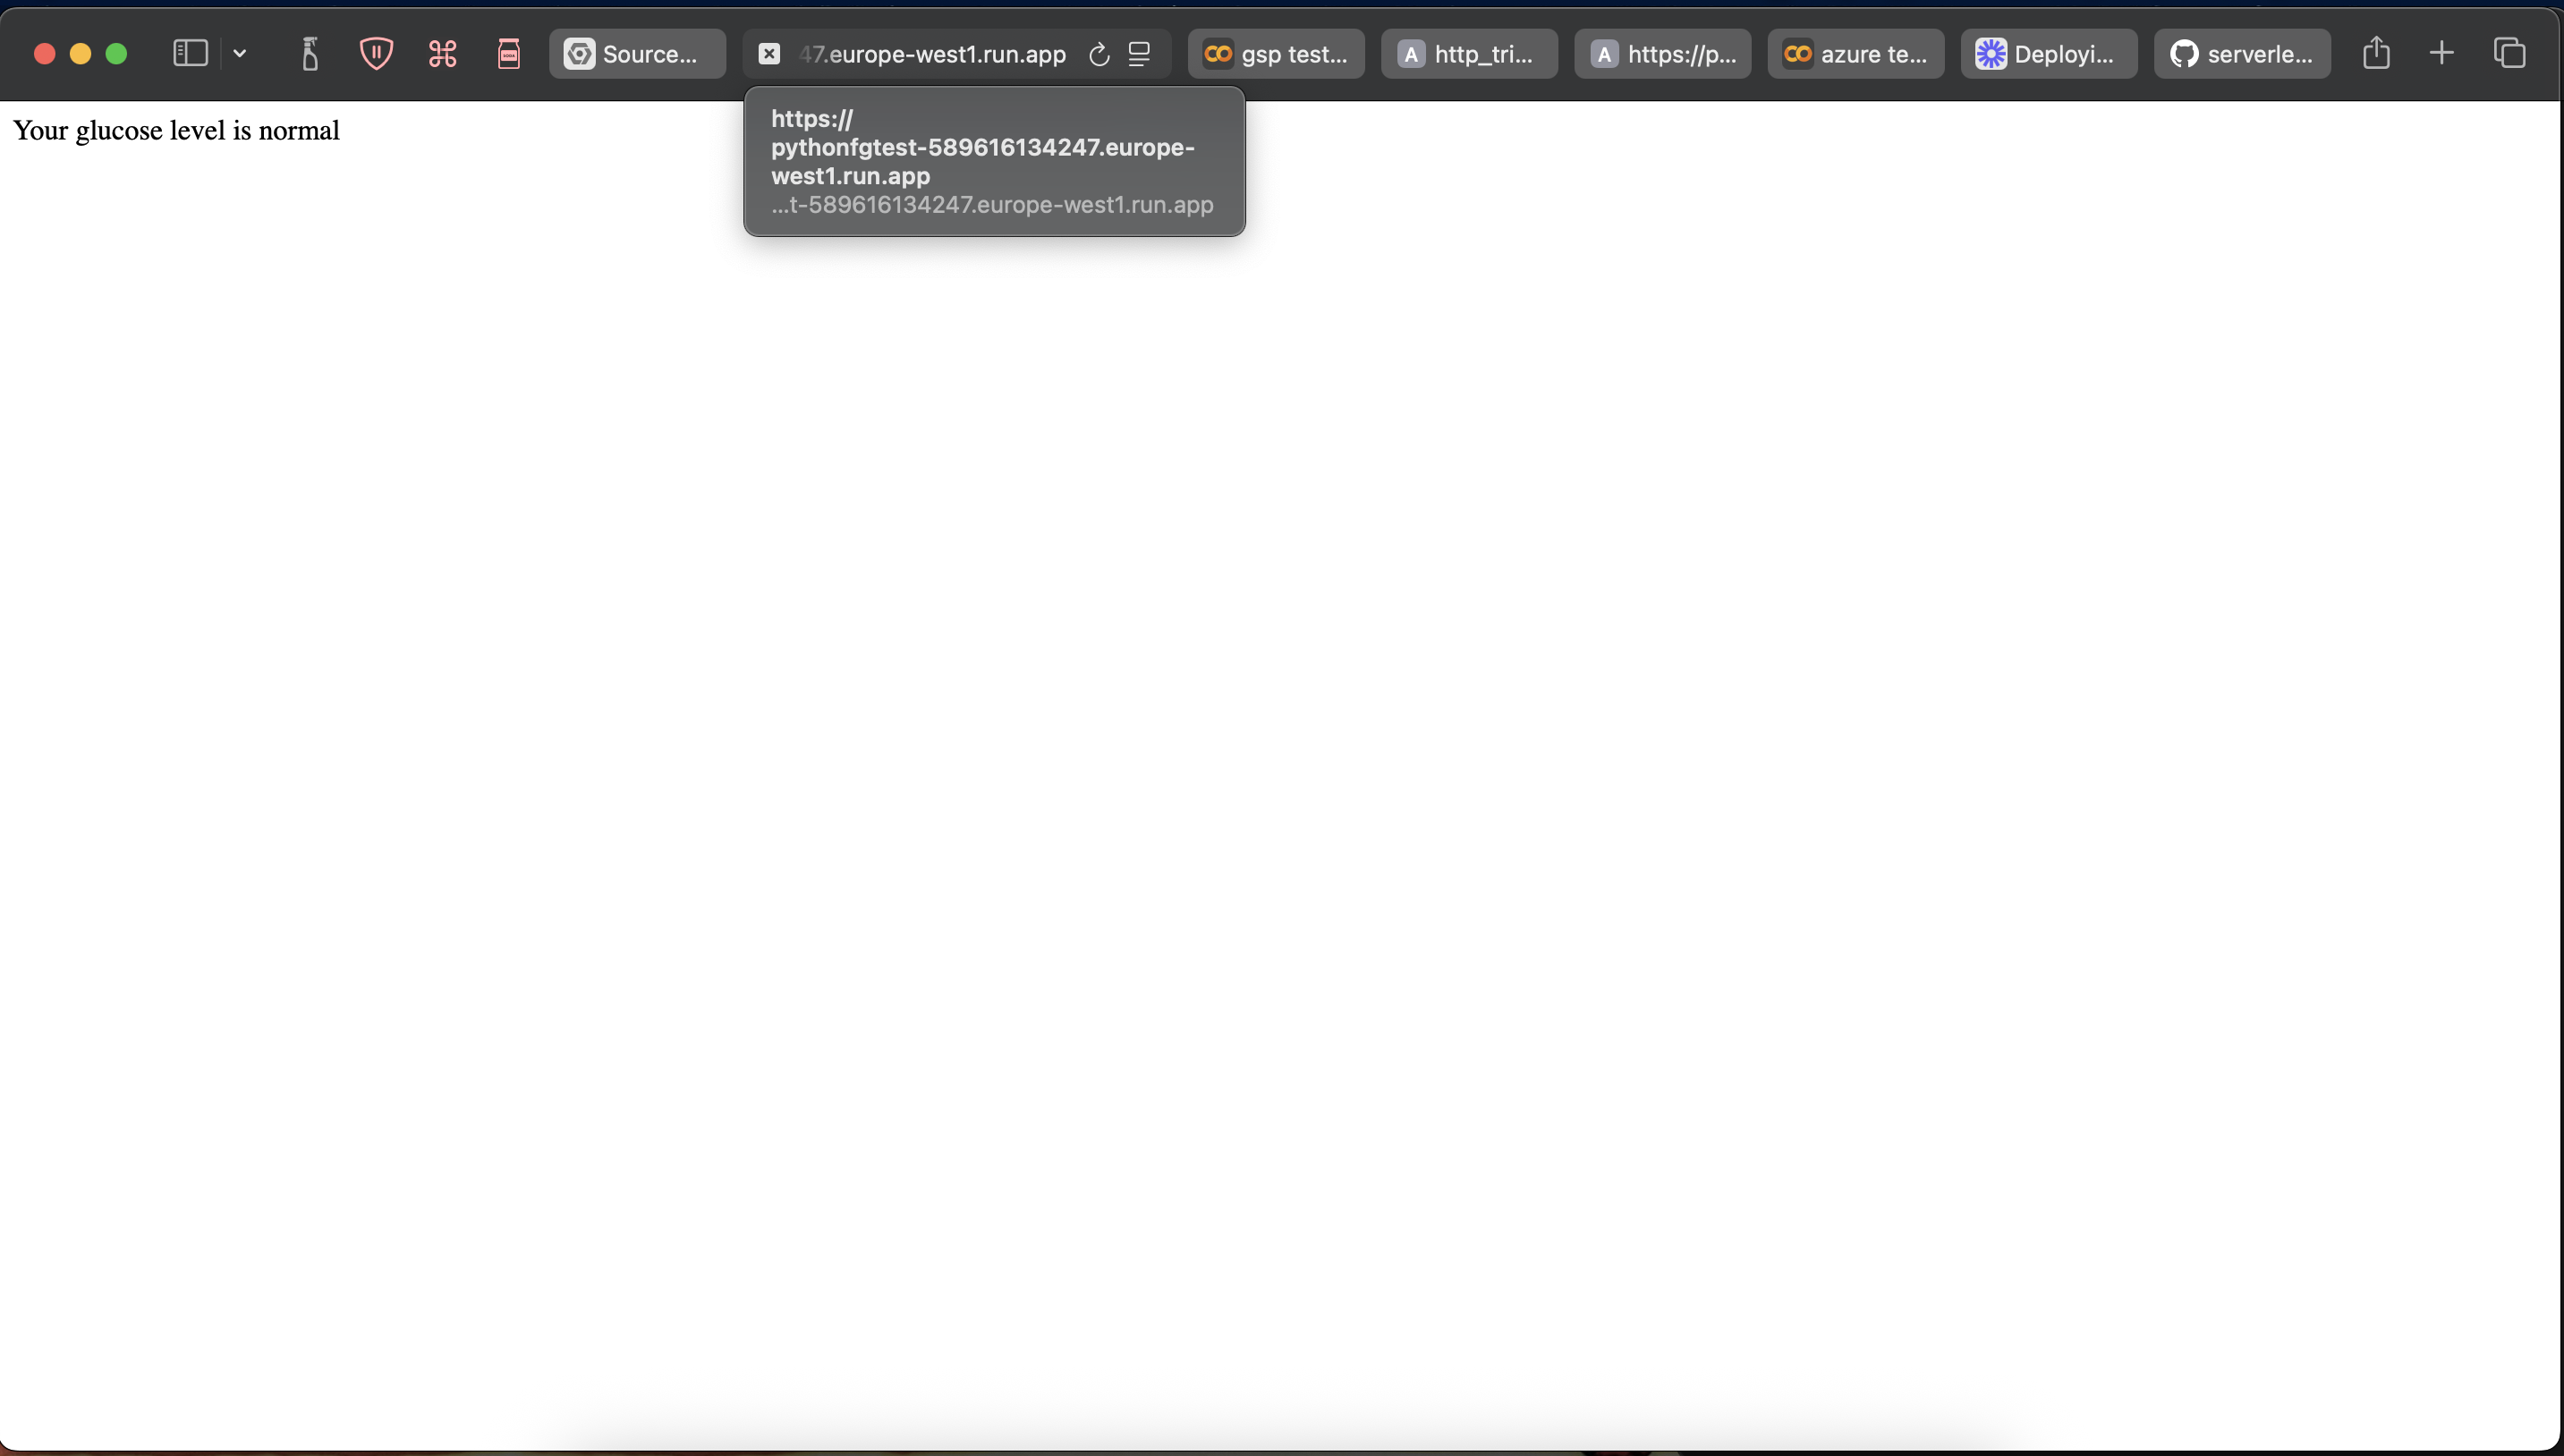 Source...
47.europe-west1.run.app
gsp test...
A http_tri...
A https://p...
azure te...
Deployi...
serverle...
Your glucose level is normal
https://
pythonfgtest-589616134247.europe-
west1.run.app
...t-589616134247.europe-west1.run.app